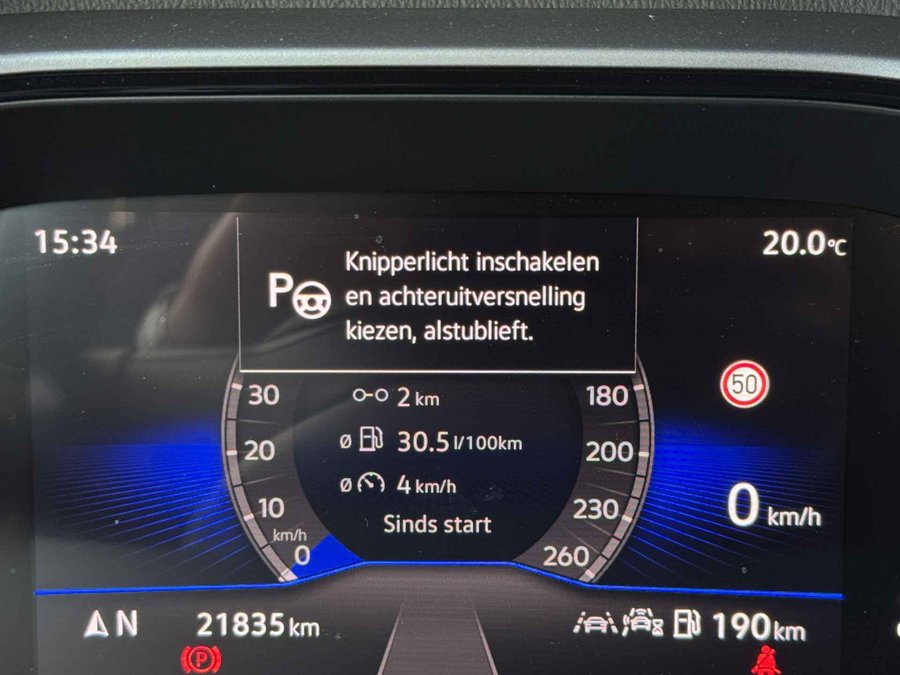 15:34
20.0°C
P
Knipperlicht inschakelen
en achteruitversnelling
kiezen, alstublieft.
50
30
20
10
km/h
0
2 km
ø 30.5 l/100km
ø 4 km/h
Sinds start
180
200
230
260
0 km/h
N
21835 km
190 km
P